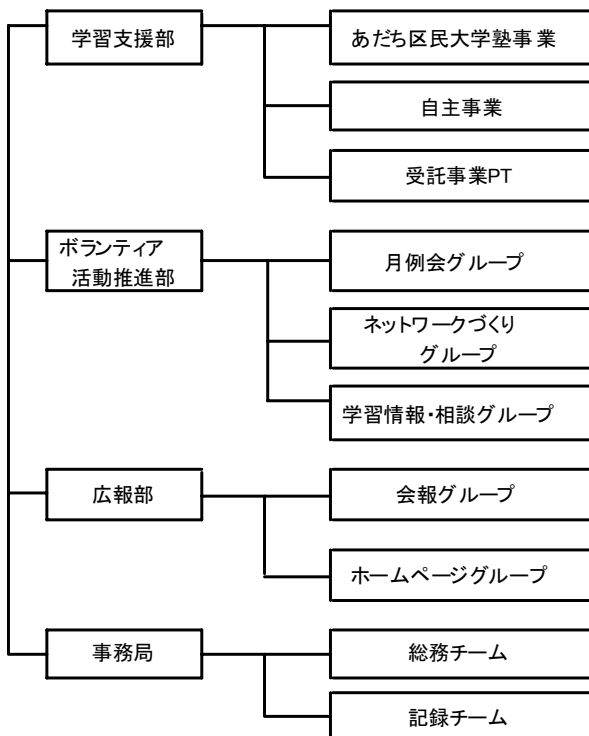 学習支援部
あだち区民大学塾事業
自主事業
受託事業PT
ボランティア
活動推進部
月例会グループ
ネットワークづくり
グループ
学習情報・相談グループ
広報部
会報グループ
ホームページグループ
事務局
総務チーム
記録チーム